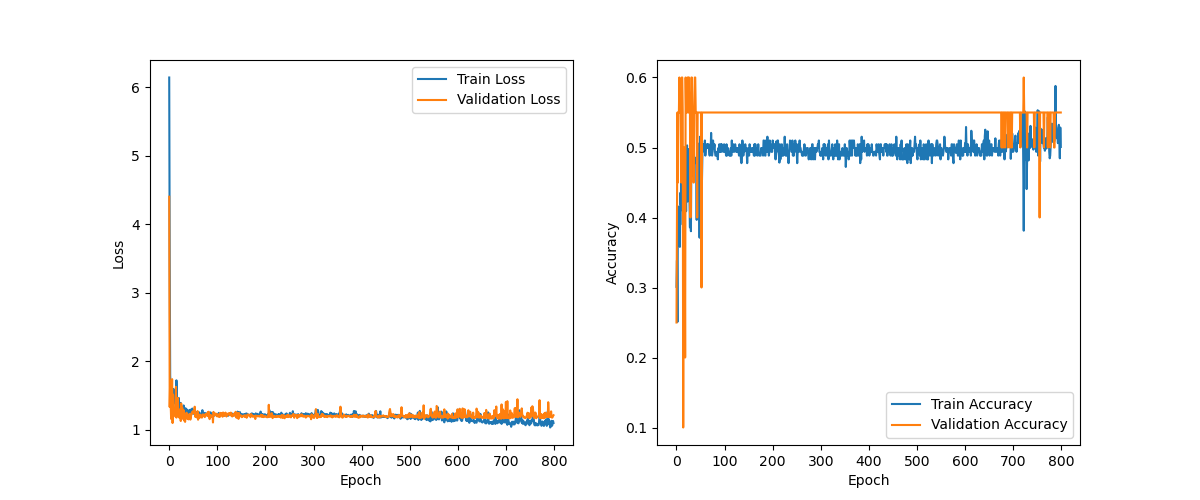 6
5
4
3
2
1
Loss
0 100 200 300 400 500 600 700 800
Epoch
Train Loss
Validation Loss
0.6
0.5
0.4
0.3
0.2
0.1
Accuracy
0 100 200 300 400 500 600 700 800
Epoch
Train Accuracy
Validation Accuracy